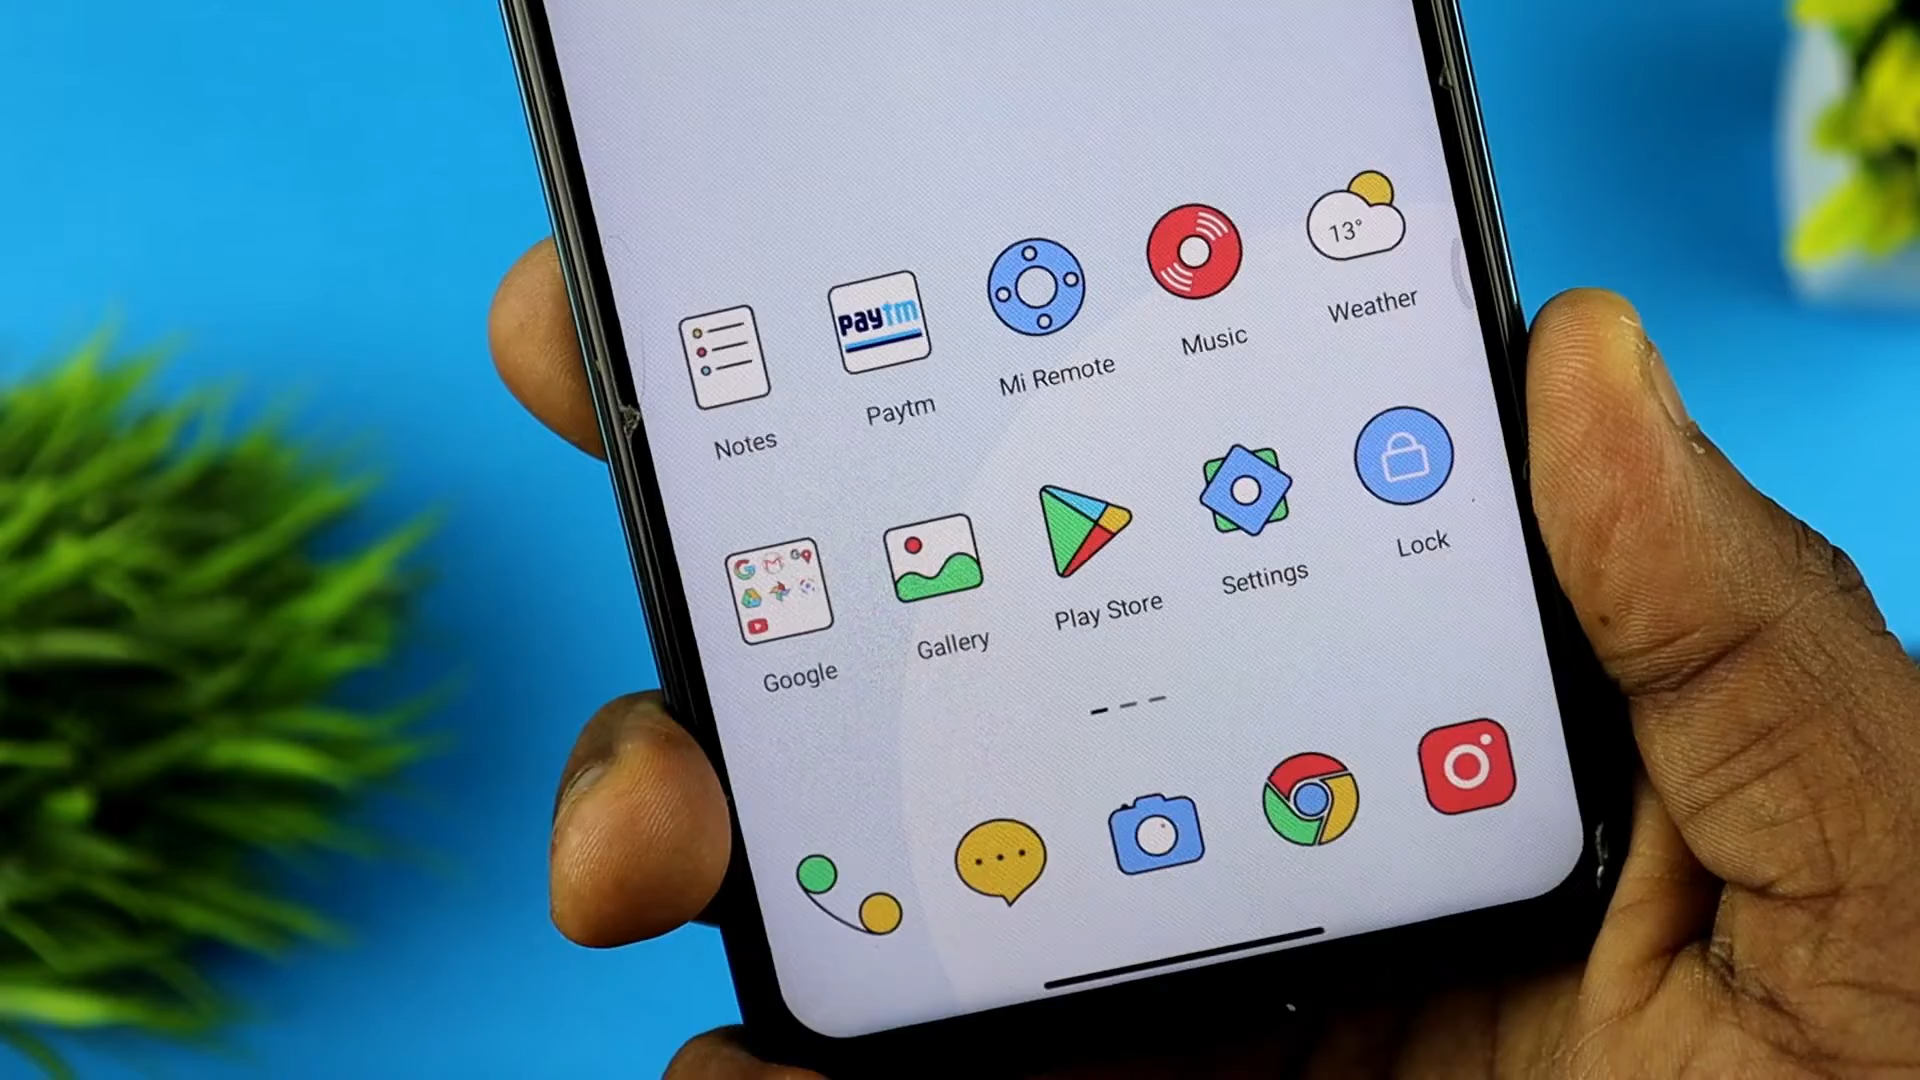 13°
paytm
Notes
Paytm
Mi Remote
Music
Weather
Google
Gallery
Play Store
Settings
Lock